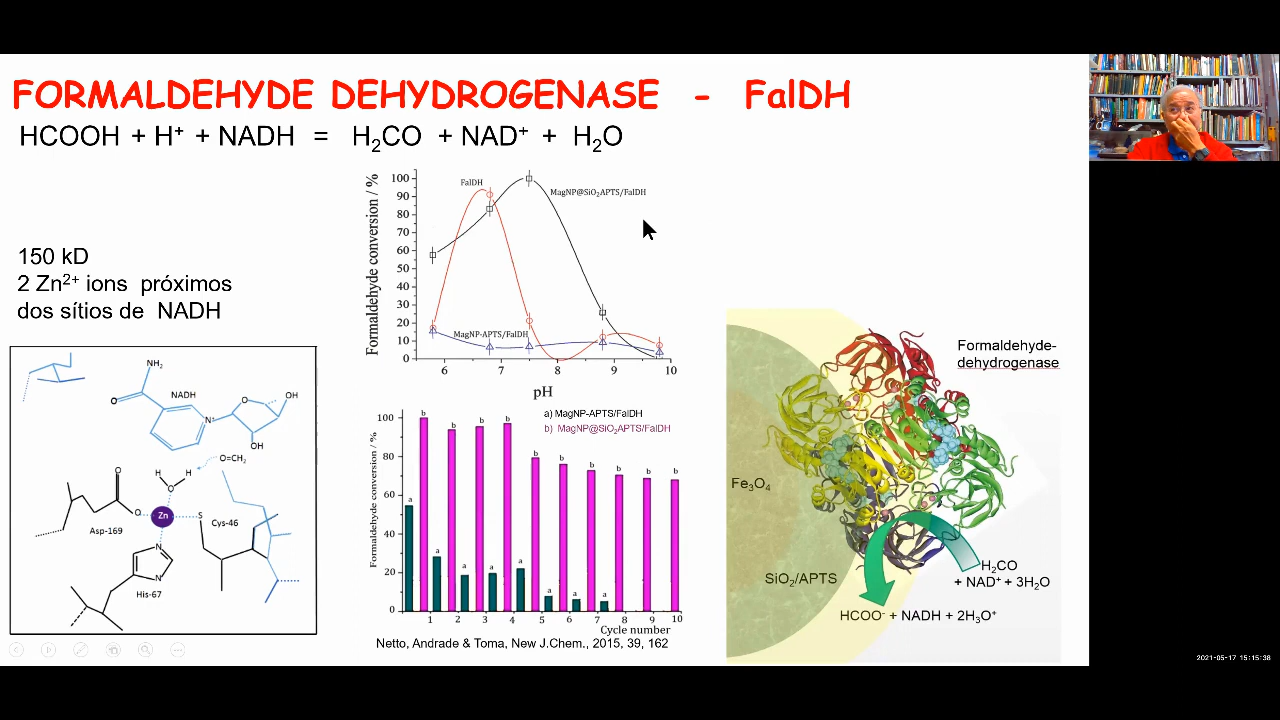 FORMALDEHYDE DEHYDROGENASE - FalDH
HCOOH + H⁺ + NADH = H₂CO + NAD⁺ + H₂O
150 kD
2 Zn²⁺ ions próximos
dos sítios de NADH
Formaldehyde conversion / %
100
90
80
70
60
50
40
30
20
10
0
FalDH
MagNP@SiO₂APTS/FalDH
MagNP-APTS/FalDH
6 7 8 9 10
pH
NH₂
O
NADH
N⁺
O
OH
OH
O=CH₂
H H
O
O
O
Zn
S
Asp-169
Cys-46
N
N
His-67
Formaldehyde conversion / %
100
80
60
40
20
0
a) MagNP-APTS/FalDH
b) MagNP@SiO₂APTS/FalDH
b b b b b b b b b b
a a a a a a a a
1 2 3 4 5 6 7 8 9 10
Cycle number
Netto, Andrade & Toma, New J.Chem., 2015, 39, 162
Formaldehyde-
dehydrogenase
Fe₃O₄
SiO₂/APTS
H₂CO
+ NAD⁺ + 3H₂O
HCOO⁻ + NADH + 2H₃O⁺
2021-05-17 15:15:38